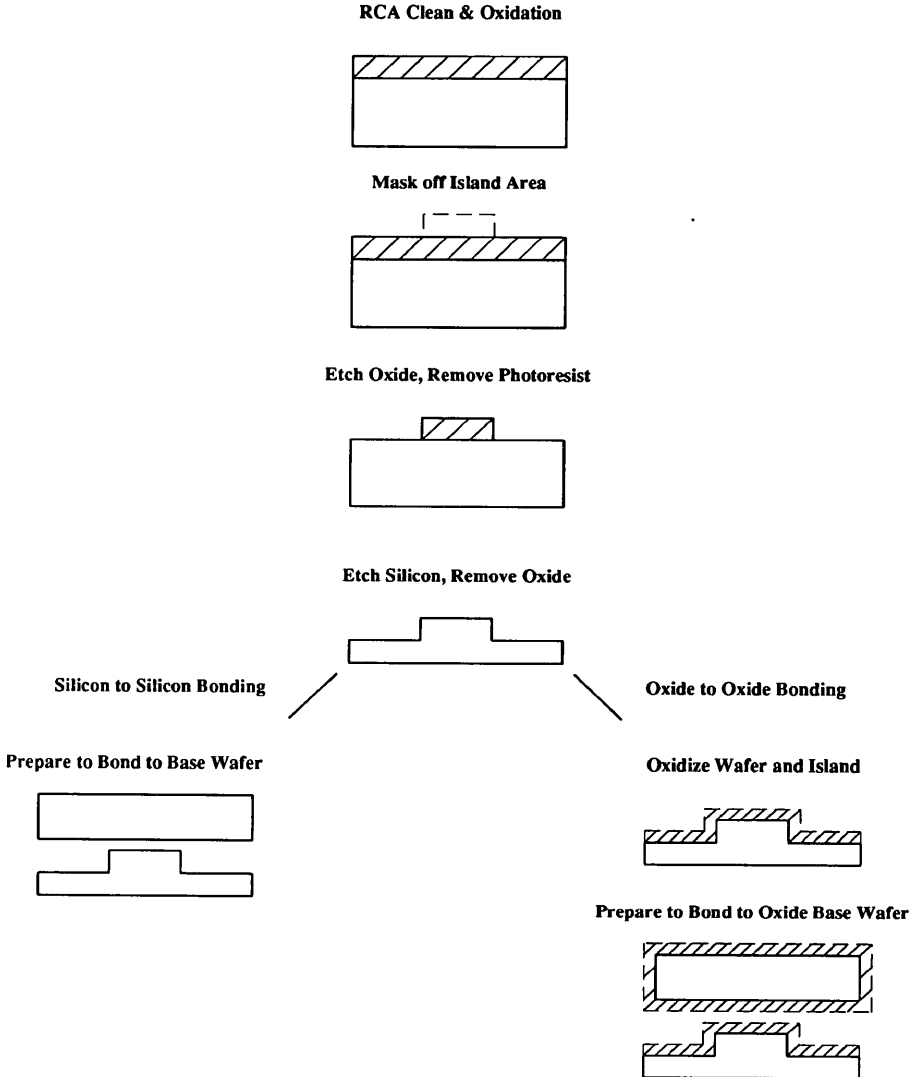 RCA Clean & Oxidation
Mask off Island Area
Etch Oxide, Remove Photoresist
Etch Silicon, Remove Oxide
Silicon to Silicon Bonding
Oxide to Oxide Bonding
Prepare to Bond to Base Wafer
Oxidize Wafer and Island
Prepare to Bond to Oxide Base Wafer